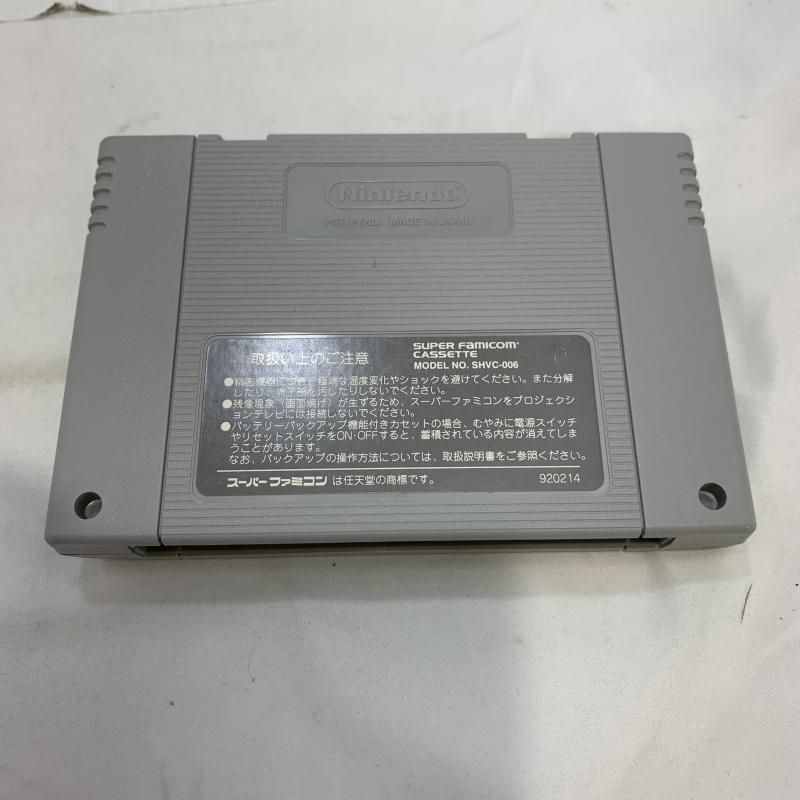 Nintendo
PAT. PEND. MADE IN JAPAN
取扱い上のご注意
SUPER FAMICOM
CASSETTE
MODEL NO. SHVC-006
●精密機器につき、極端な温度変化やショックを避けてください。また分解
したり、端子部を汚したりしないでください。
●残像現象（画面焼け）が生ずるため、スーパーファミコンをプロジェクシ
ョンテレビには接続しないでください。
●バッテリーバックアップ機能付きカセットの場合、むやみに電源スイッチ
やリセットスイッチをON・OFFすると、蓄積されている内容が消えてしま
うことがあります。
なお、バックアップの操作方法については、取扱説明書をご参照ください。
スーパーファミコンは任天堂の商標です。
920214